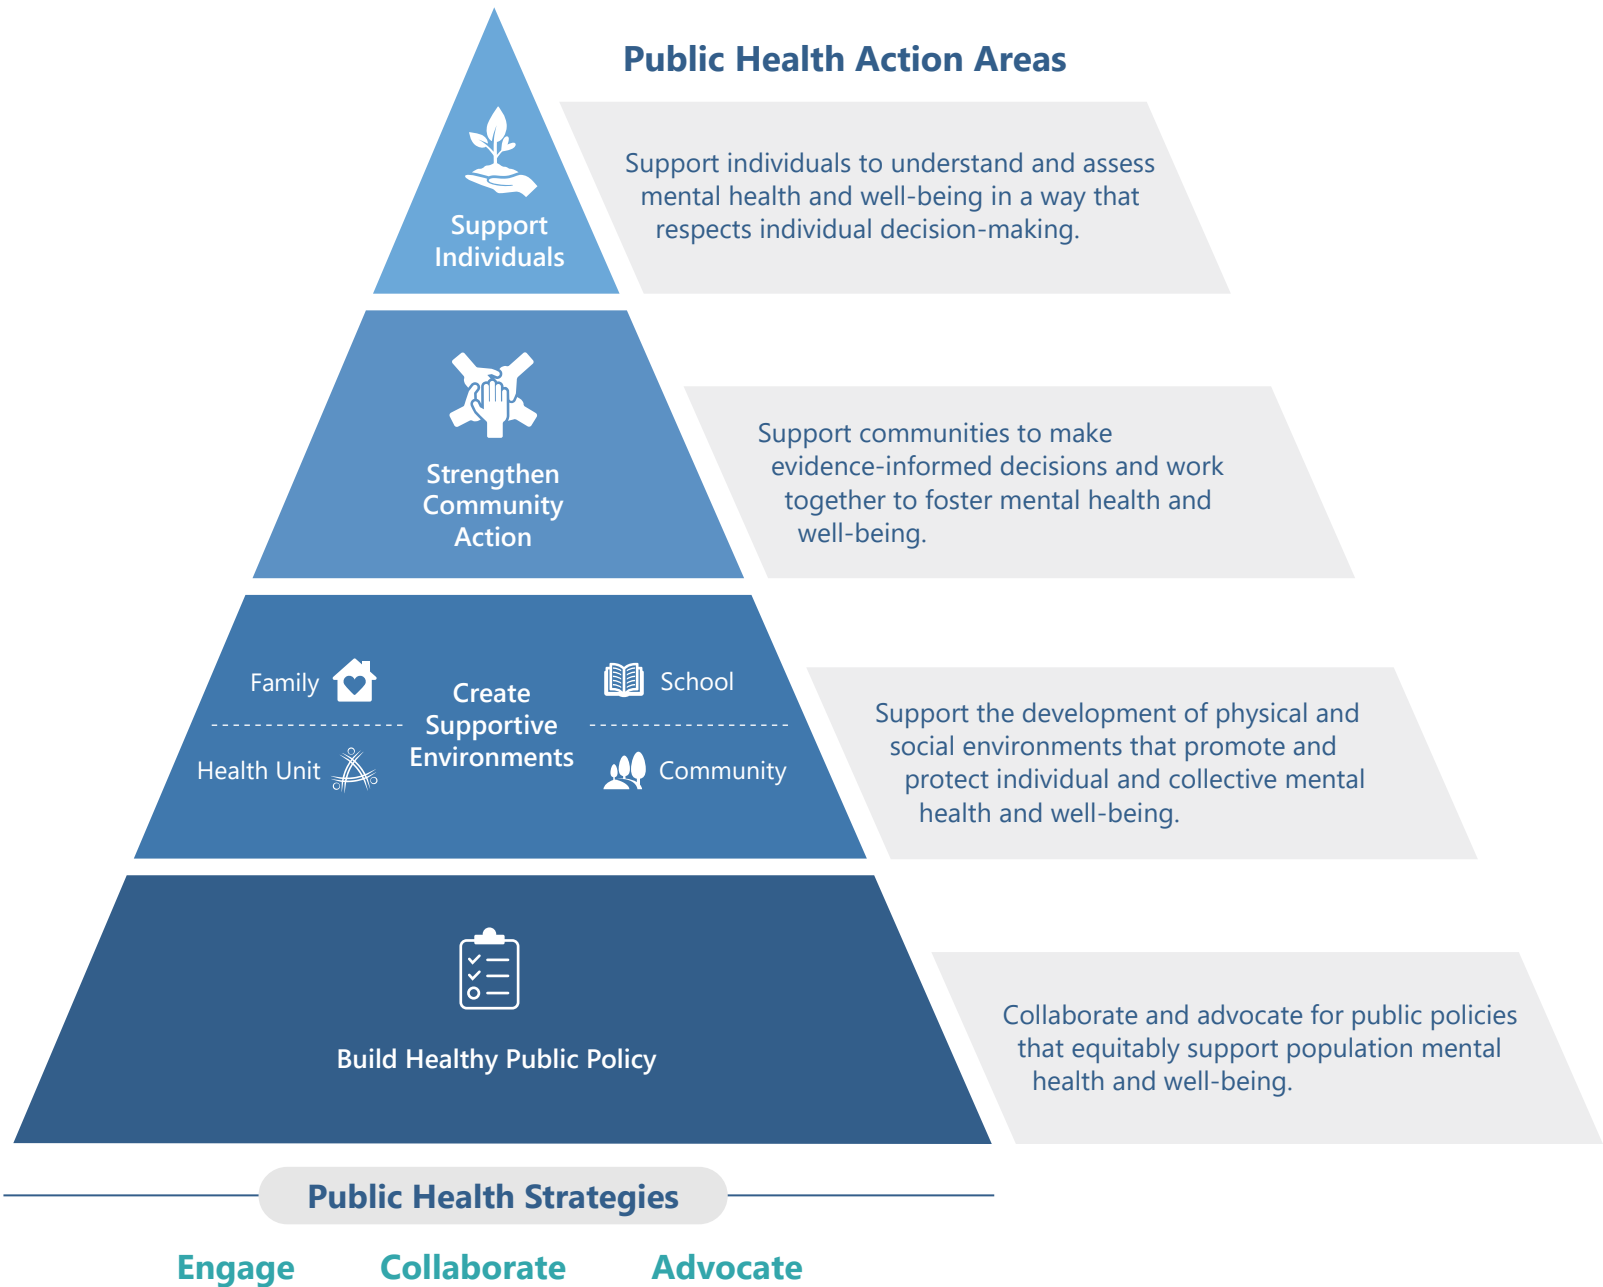 Public Health Action Areas
Support
Individuals
Support individuals to understand and assess
mental health and well-being in a way that
respects individual decision-making.
Strengthen
Community
Action
Support communities to make
evidence-informed decisions and work
together to foster mental health and
well-being.
Family
Health Unit
Create
Supportive
Environments
School
Community
Support the development of physical and
social environments that promote and
protect individual and collective mental
health and well-being.
Build Healthy Public Policy
Collaborate and advocate for public policies
that equitably support population mental
health and well-being.
Public Health Strategies
Engage Collaborate Advocate